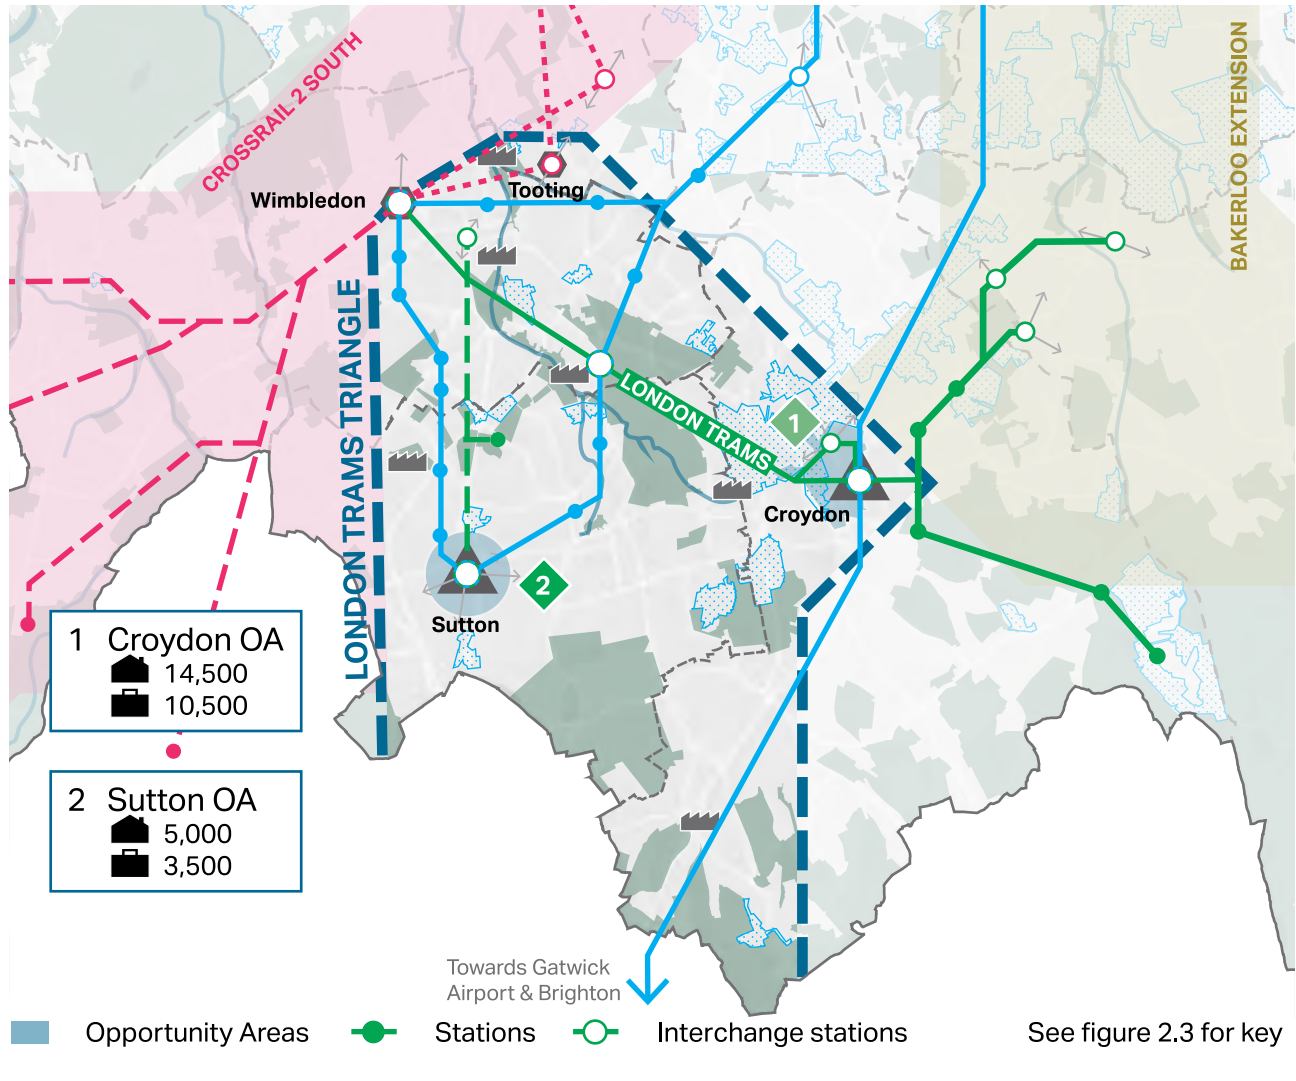 CROSSRAIL 2 SOUTH
BAKERLOO EXTENSION
Wimbledon
Tooting
LONDON TRAMS TRIANGLE
LONDON TRAMS
1
Croydon
2
Sutton
1 Croydon OA
14,500
10,500
2 Sutton OA
5,000
3,500
Towards Gatwick
Airport & Brighton
Opportunity Areas
Stations
Interchange stations
See figure 2.3 for key